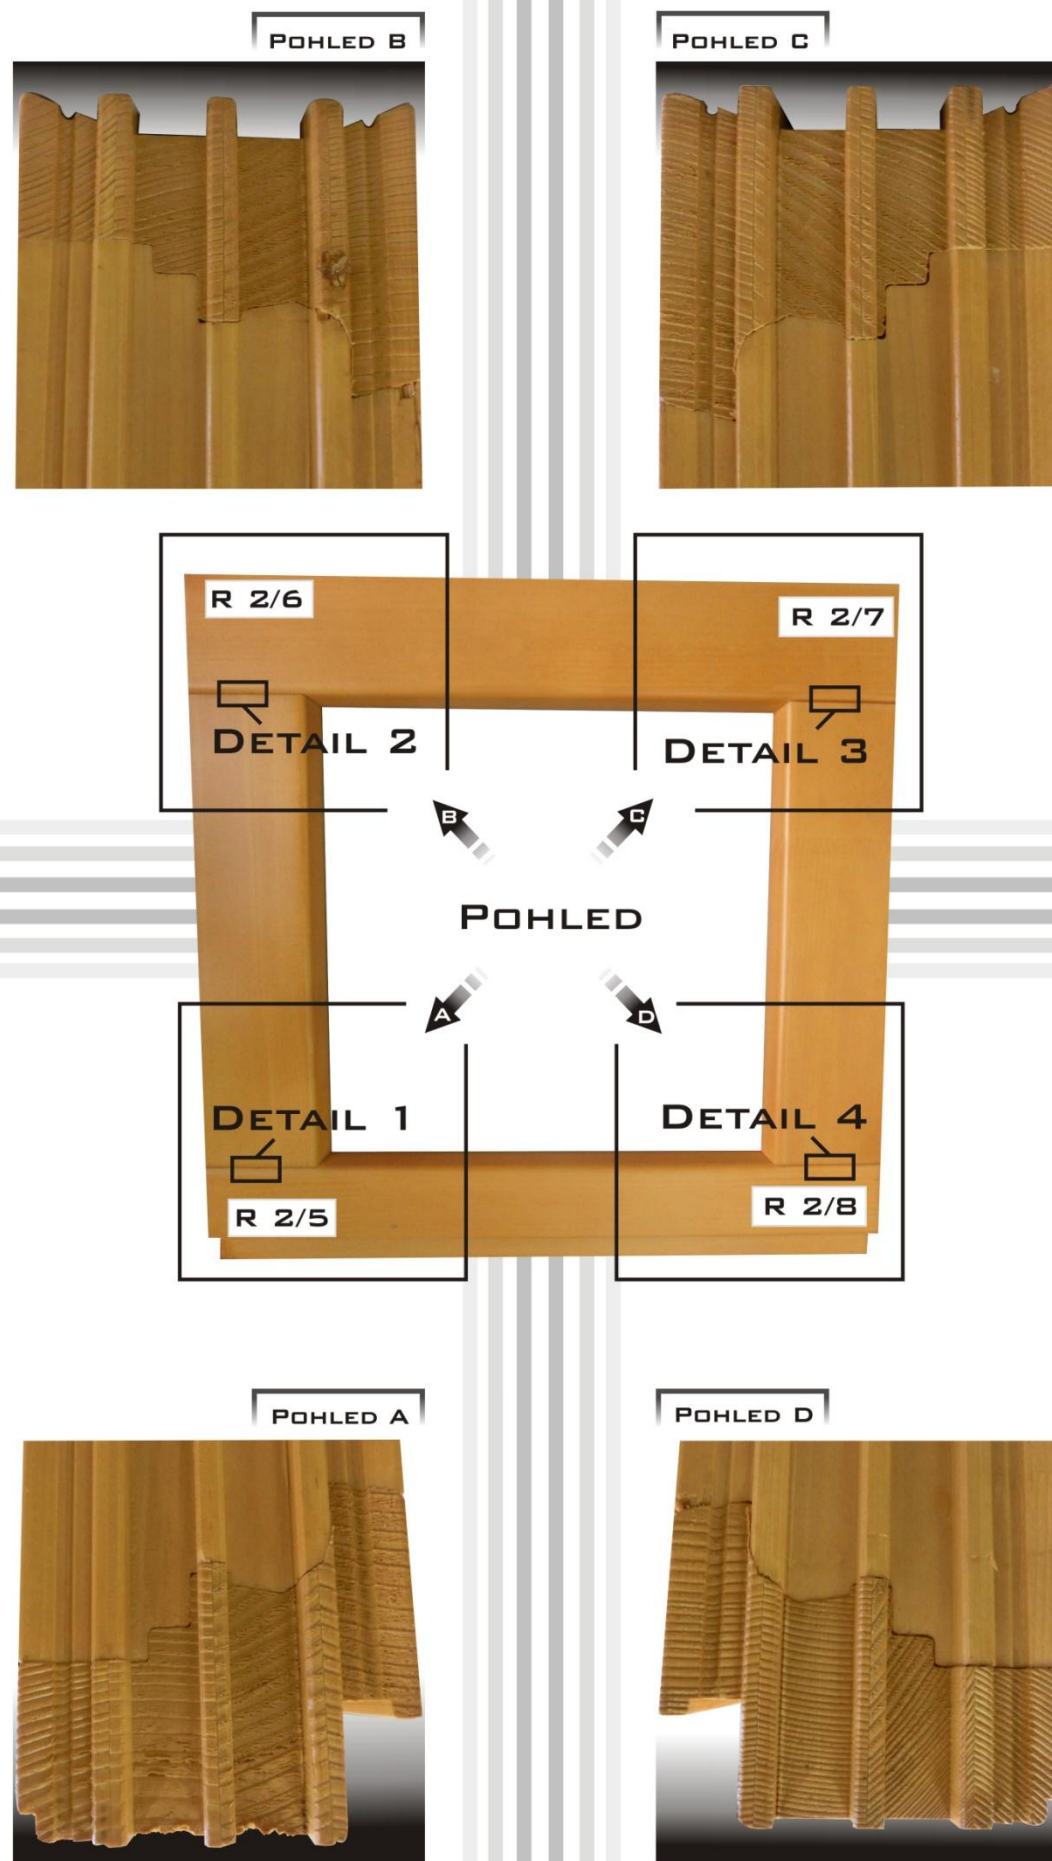 POHLED B
POHLED C
R 2/6
R 2/7
DETAIL 2
DETAIL 3
B
C
POHLED
A
D
DETAIL 1
DETAIL 4
R 2/5
R 2/8
POHLED A
POHLED D